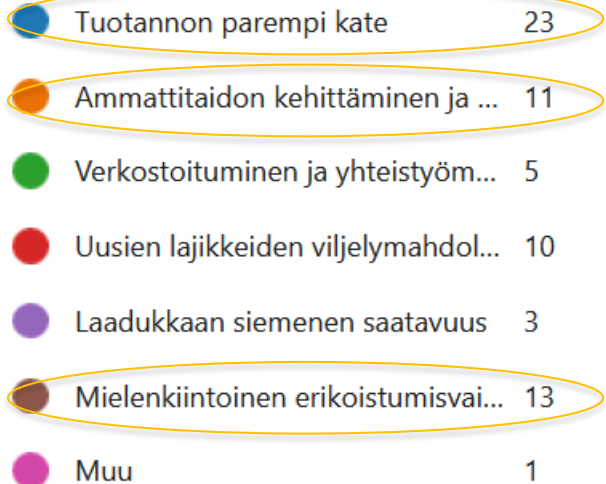 Tuotannon parempi kate 23
Ammattitaidon kehittäminen ja ... 11
Verkostoituminen ja yhteistyöm... 5
Uusien lajikkeiden viljelymahdol... 10
Laadukkaan siemenen saatavuus 3
Mielenkiintoinen erikoistumisvai... 13
Muu 1